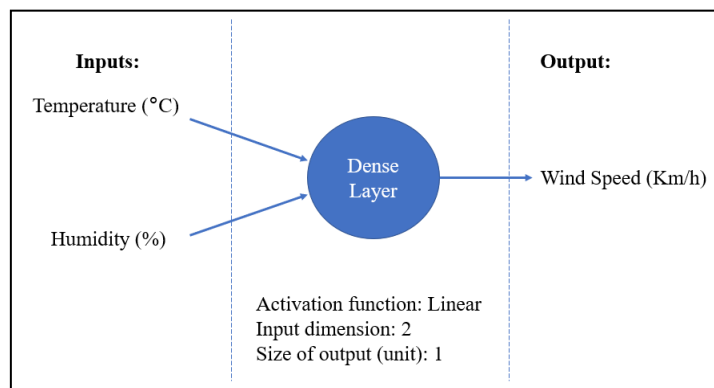 Inputs:
Temperature (°C)
Humidity (%)
Dense
Layer
Activation function: Linear
Input dimension: 2
Size of output (unit): 1
Output:
Wind Speed (Km/h)